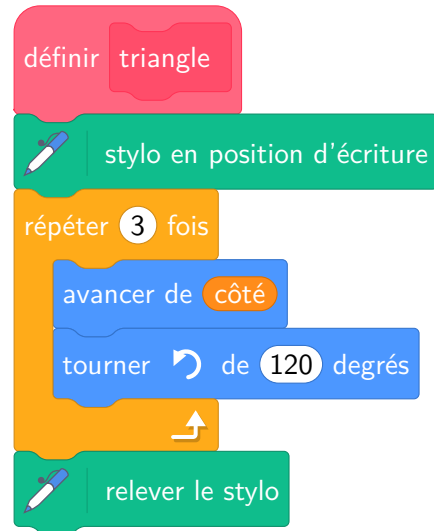 définir triangle
stylo en position d’écriture
répéter 3 fois
avancer de côté
tourner de 120 degrés
relever le stylo